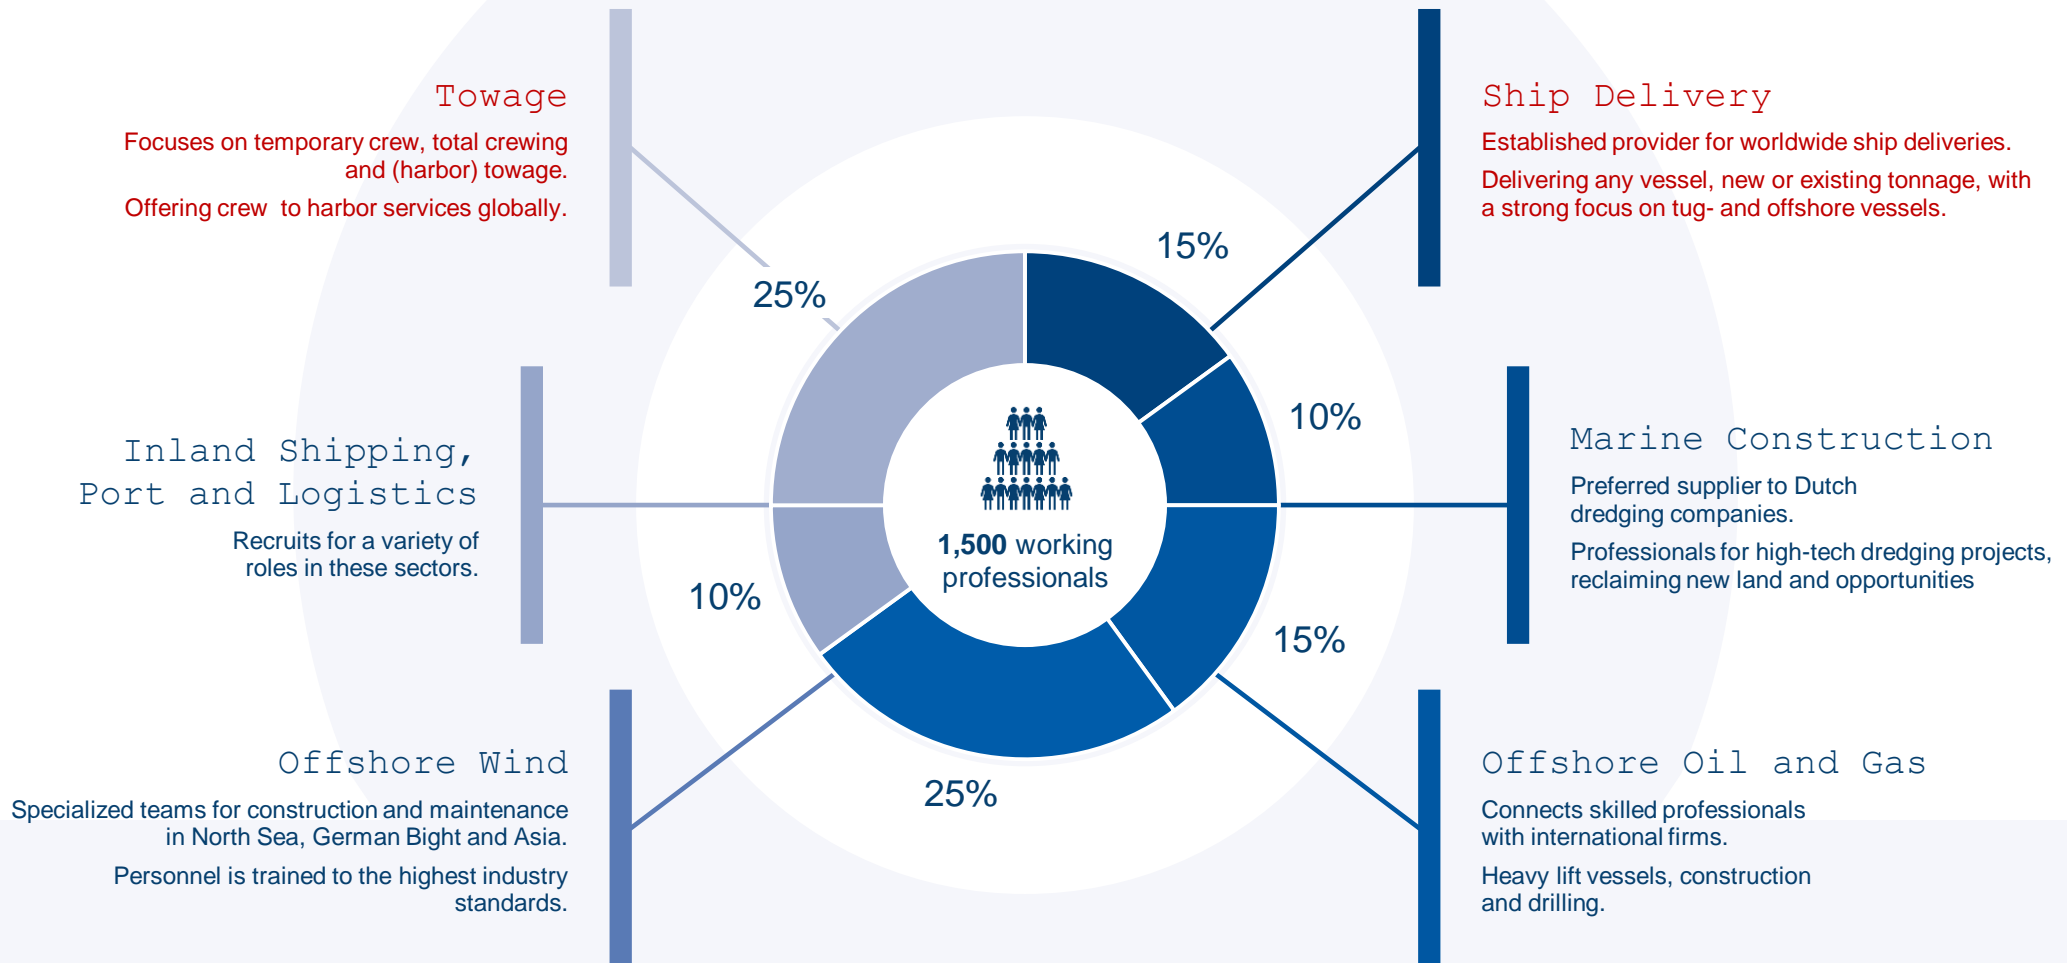 Towage
Focuses on temporary crew, total crewing
and (harbor) towage.
Offering crew to harbor services globally.
25%
Ship Delivery
Established provider for worldwide ship deliveries.
Delivering any vessel, new or existing tonnage, with
a strong focus on tug- and offshore vessels.
15%
Inland Shipping,
Port and Logistics
Recruits for a variety of
roles in these sectors.
10%
1,500 working
professionals
10%
Marine Construction
Preferred supplier to Dutch
dredging companies.
Professionals for high-tech dredging projects,
reclaiming new land and opportunities
Offshore Wind
Specialized teams for construction and maintenance
in North Sea, German Bight and Asia.
Personnel is trained to the highest industry
standards.
25%
15%
Offshore Oil and Gas
Connects skilled professionals
with international firms.
Heavy lift vessels, construction
and drilling.